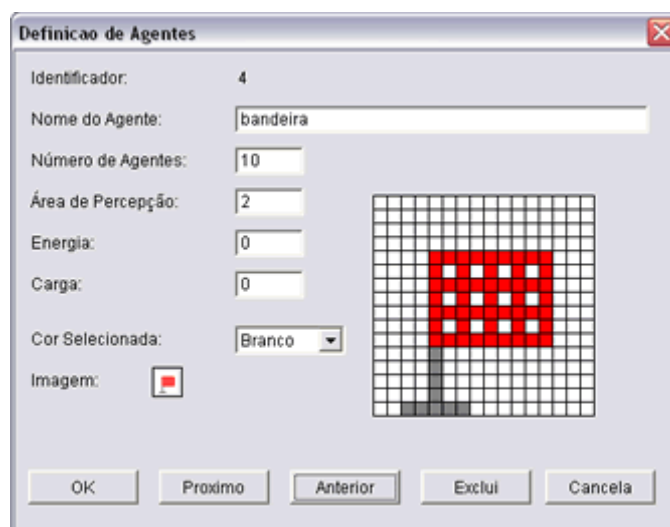 Definicao de Agentes
Identificador: 4
Nome do Agente: bandeira
Número de Agentes: 10
Área de Percepção: 2
Energia: 0
Carga: 0
Cor Selecionada: Branco
Imagem:
OK Proximo Anterior Exclui Cancela